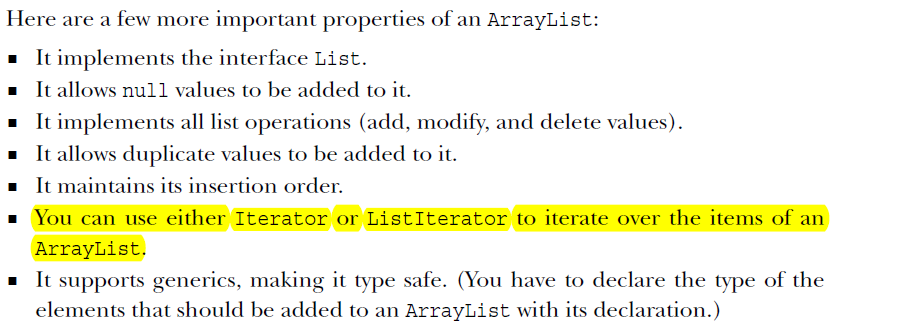 Here are a few more important properties of an ArrayList:
■ It implements the interface List.
■ It allows null values to be added to it.
■ It implements all list operations (add, modify, and delete values).
■ It allows duplicate values to be added to it.
■ It maintains its insertion order.
■ You can use either Iterator or ListIterator to iterate over the items of an
ArrayList.
■ It supports generics, making it type safe. (You have to declare the type of the
elements that should be added to an ArrayList with its declaration.)